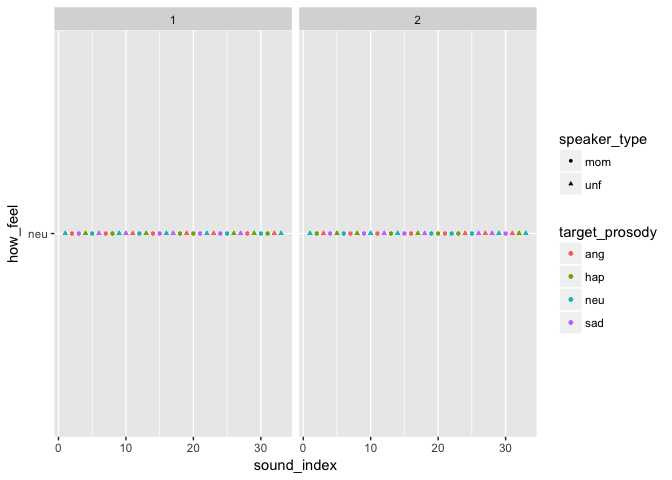 1 2
how_feel
neu
0 10 20 30 0 10 20 30
sound_index
speaker_type
mom
unf
target_prosody
ang
hap
neu
sad